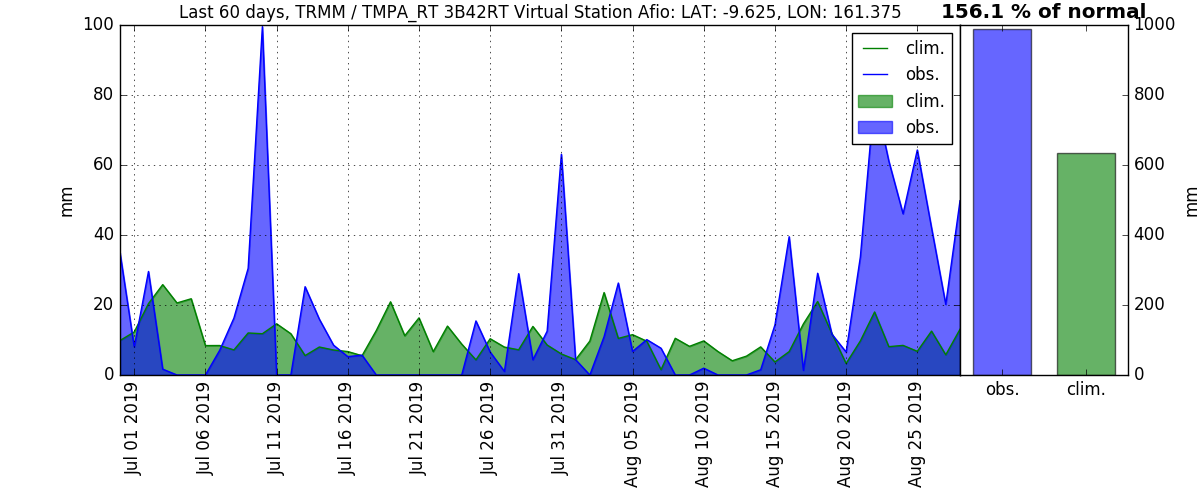 Last 60 days, TRMM / TMPA_RT 3B42RT Virtual Station Afio: LAT: -9.625, LON: 161.375
156.1 % of normal
mm
100
80
60
40
20
0
clim.
obs.
clim.
obs.
1000
800
600
400
200
0
mm
Jul 01 2019
Jul 06 2019
Jul 11 2019
Jul 16 2019
Jul 21 2019
Jul 26 2019
Jul 31 2019
Aug 05 2019
Aug 10 2019
Aug 15 2019
Aug 20 2019
Aug 25 2019
obs.
clim.